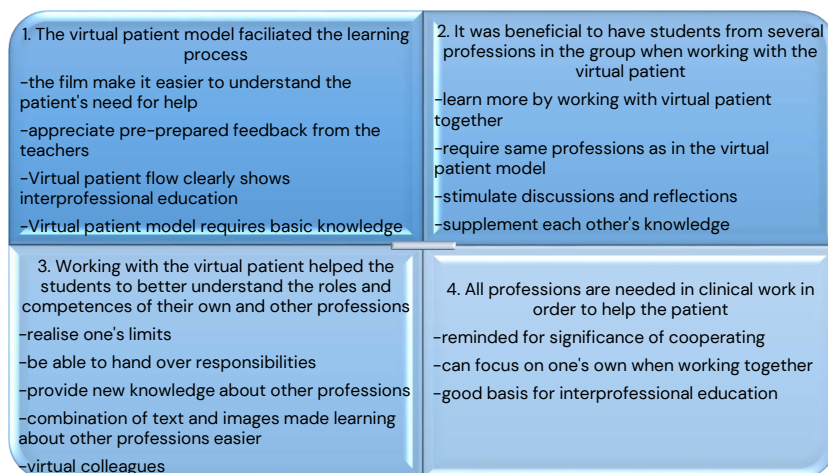 1. The virtual patient model faciliated the learning
process
-the film make it easier to understand the
patient's need for help
-appreciate pre-prepared feedback from the
teachers
-Virtual patient flow clearly shows
interprofessional education
-Virtual patient model requires basic knowledge
2. It was beneficial to have students from several
professions in the group when working with the
virtual patient
-learn more by working with virtual patient
together
-require same professions as in the virtual
patient model
-stimulate discussions and reflections
-supplement each other's knowledge
3. Working with the virtual patient helped the
students to better understand the roles and
competences of their own and other professions
-realise one's limits
-be able to hand over responsibilities
-provide new knowledge about other professions
-combination of text and images made learning
about other professions easier
-virtual colleagues
4. All professions are needed in clinical work in
order to help the patient
-reminded for significance of cooperating
-can focus on one's own when working together
-good basis for interprofessional education